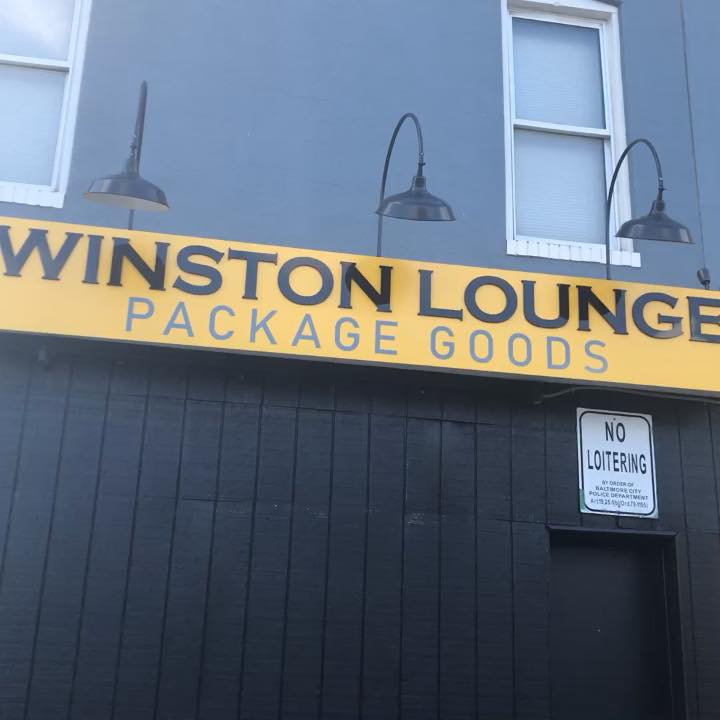 WINSTON LOUNGE
PACKAGE GOODS
NO
LOITERING
BY ORDER OF
BALTIMORE CITY
POLICE DEPARTMENT